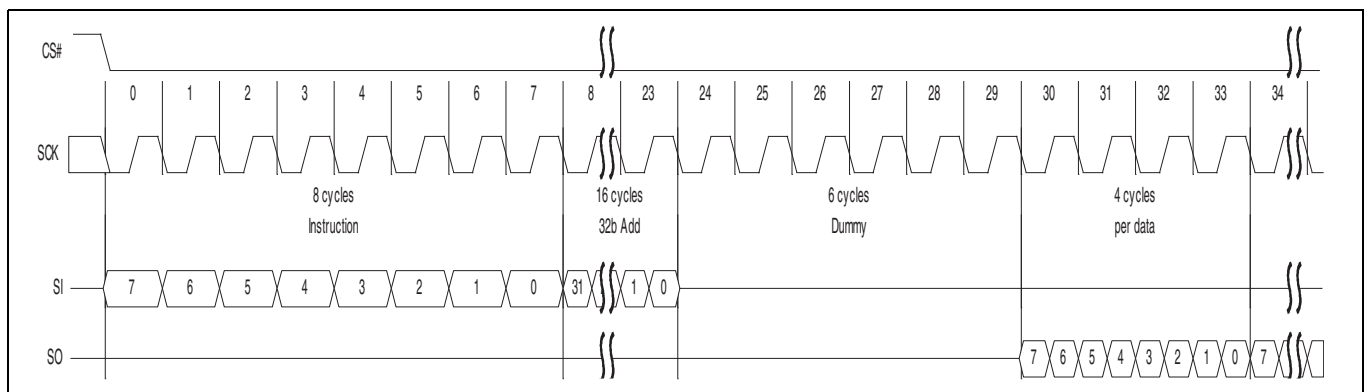 CS#
0 1 2 3 4 5 6 7 8 23 24 25 26 27 28 29 30 31 32 33 34
SCK
8 cycles 16 cycles 6 cycles 4 cycles
Instruction 32b Add Dummy per data
SI 7 6 5 4 3 2 1 0 31 1 0
SO 7 6 5 4 3 2 1 0 7